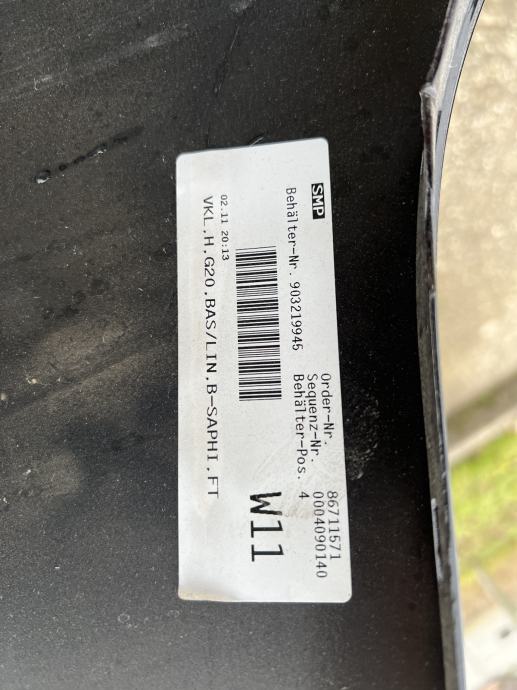 SMP
Order-Nr. 86711571
Sequenz-Nr. 0004090140
Behälter-Nr. 903219945 Behälter-Pos. 4
W11
02.11 20:13
VKL.H.G20.BAS/LIN.B-SAPHI.FT